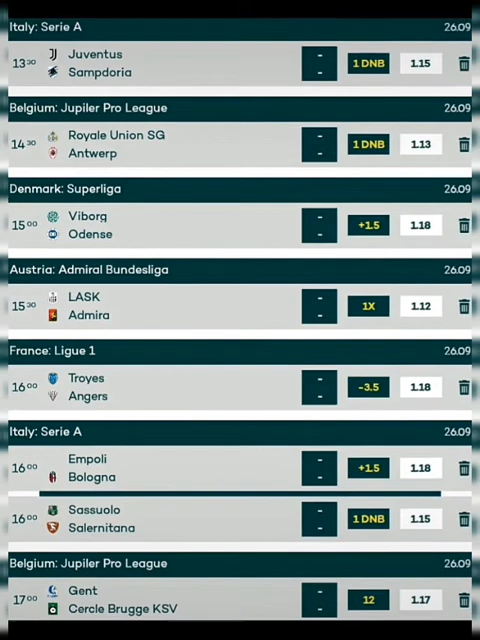 Italy: Serie A 26.09
13 30 Juventus - 1 DNB 1.15
Sampdoria -
Belgium: Jupiler Pro League 26.09
14 30 Royale Union SG - 1 DNB 1.13
Antwerp -
Denmark: Superliga 26.09
15 00 Viborg - +1.5 1.18
Odense -
Austria: Admiral Bundesliga 26.09
15 30 LASK - 1X 1.12
Admira -
France: Ligue 1 26.09
16 00 Troyes - -3.5 1.18
Angers -
Italy: Serie A 26.09
16 00 Empoli - +1.5 1.18
Bologna -
16 00 Sassuolo - 1 DNB 1.15
Salernitana -
Belgium: Jupiler Pro League 26.09
17 00 Gent - 12 1.17
Cercle Brugge KSV -